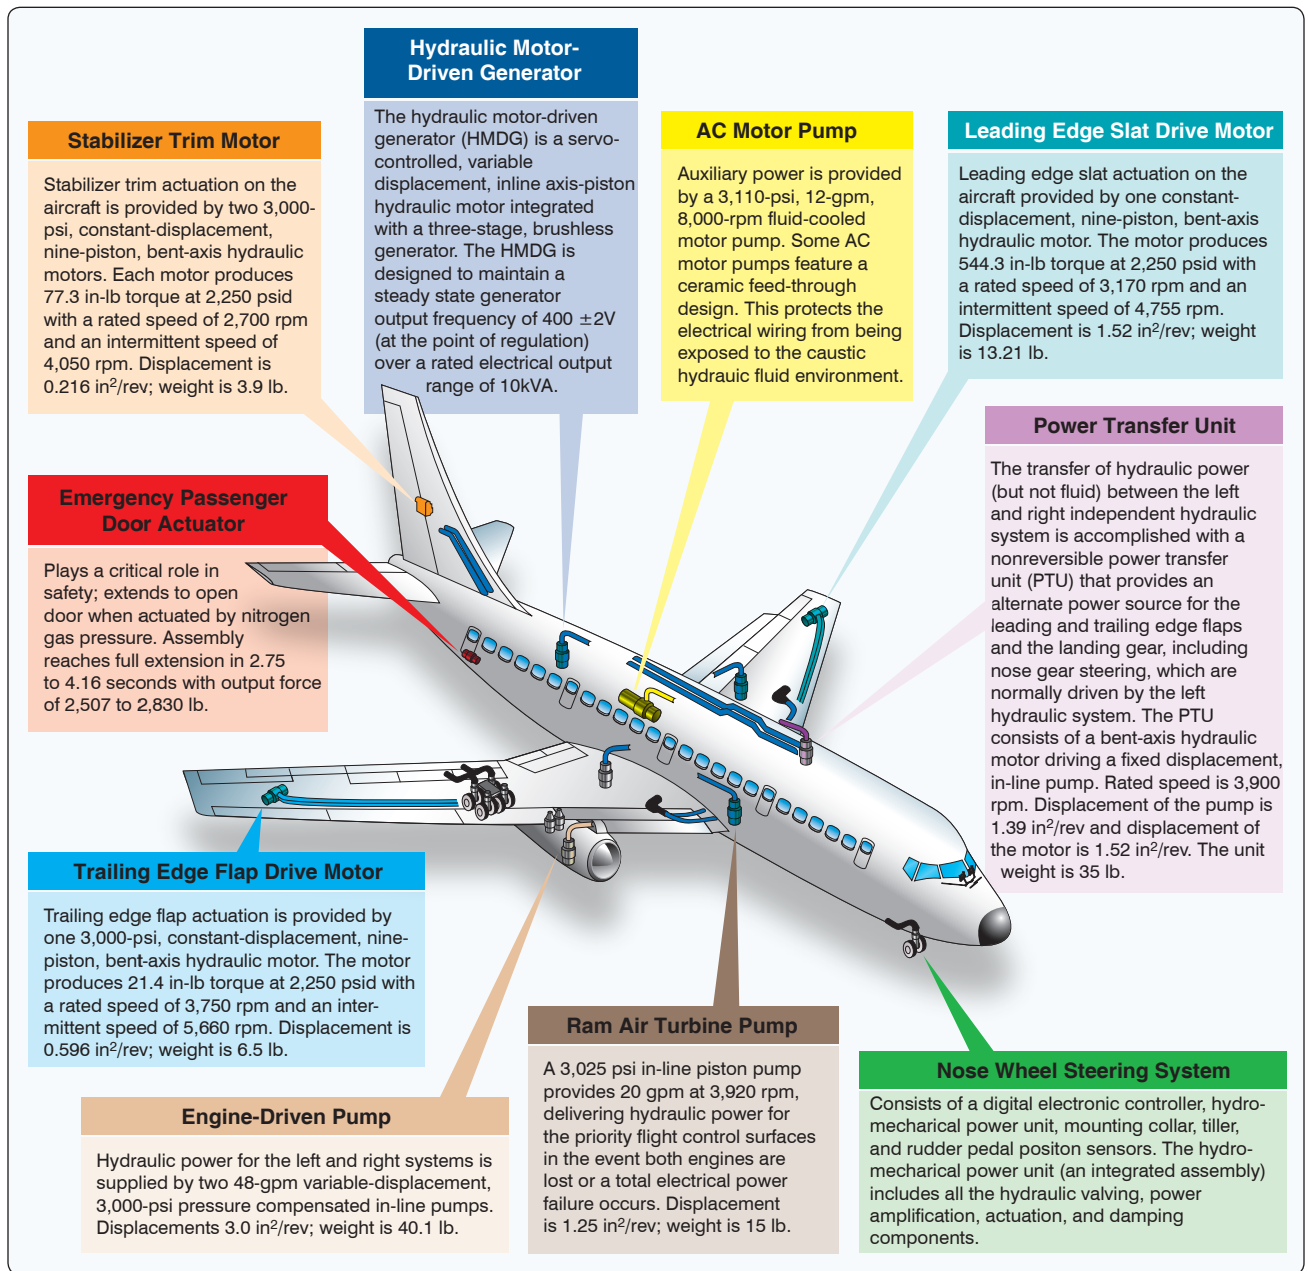 Hydraulic Motor-
Driven Generator
The hydraulic motor-driven
generator (HMDG) is a servo-
controlled, variable
displacement, inline axis-piston
hydraulic motor integrated
with a three-stage, brushless
generator. The HMDG is
designed to maintain a
steady state generator
output frequency of 400 ±2V
(at the point of regulation)
over a rated electrical output
range of 10kVA.
Stabilizer Trim Motor
Stabilizer trim actuation on the
aircraft is provided by two 3,000-
psi, constant-displacement,
nine-piston, bent-axis hydraulic
motors. Each motor produces
77.3 in-lb torque at 2,250 psid
with a rated speed of 2,700 rpm
and an intermittent speed of
4,050 rpm. Displacement is
0.216 in²/rev; weight is 3.9 lb.
AC Motor Pump
Auxiliary power is provided
by a 3,110-psi, 12-gpm,
8,000-rpm fluid-cooled
motor pump. Some AC
motor pumps feature a
ceramic feed-through
design. This protects the
electrical wiring from being
exposed to the caustic
hydrauic fluid environment.
Leading Edge Slat Drive Motor
Leading edge slat actuation on the
aircraft provided by one constant-
displacement, nine-piston, bent-axis
hydraulic motor. The motor produces
544.3 in-lb torque at 2,250 psid with
a rated speed of 3,170 rpm and an
intermittent speed of 4,755 rpm.
Displacement is 1.52 in²/rev; weight
is 13.21 lb.
Power Transfer Unit
The transfer of hydraulic power
(but not fluid) between the left
and right independent hydraulic
system is accomplished with a
nonreversible power transfer
unit (PTU) that provides an
alternate power source for the
leading and trailing edge flaps
and the landing gear, including
nose gear steering, which are
normally driven by the left
hydraulic system. The PTU
consists of a bent-axis hydraulic
motor driving a fixed displacement,
in-line pump. Rated speed is 3,900
rpm. Displacement of the pump is
1.39 in²/rev and displacement of
the motor is 1.52 in²/rev. The unit
weight is 35 lb.
Emergency Passenger
Door Actuator
Plays a critical role in
safety; extends to open
door when actuated by nitrogen
gas pressure. Assembly
reaches full extension in 2.75
to 4.16 seconds with output force
of 2,507 to 2,830 lb.
Trailing Edge Flap Drive Motor
Trailing edge flap actuation is provided by
one 3,000-psi, constant-displacement, nine-
piston, bent-axis hydraulic motor. The motor
produces 21.4 in-lb torque at 2,250 psid with
a rated speed of 3,750 rpm and an inter-
mittent speed of 5,660 rpm. Displacement is
0.596 in²/rev; weight is 6.5 lb.
Engine-Driven Pump
Hydraulic power for the left and right systems is
supplied by two 48-gpm variable-displacement,
3,000-psi pressure compensated in-line pumps.
Displacements 3.0 in²/rev; weight is 40.1 lb.
Ram Air Turbine Pump
A 3,025 psi in-line piston pump
provides 20 gpm at 3,920 rpm,
delivering hydraulic power for
the priority flight control surfaces
in the event both engines are
lost or a total electrical power
failure occurs. Displacement
is 1.25 in²/rev; weight is 15 lb.
Nose Wheel Steering System
Consists of a digital electronic controller, hydro-
mecharical power unit, mounting collar, tiller,
and rudder pedal positon sensors. The hydro-
mecharical power unit (an integrated assembly)
includes all the hydraulic valving, power
amplification, actuation, and damping
components.